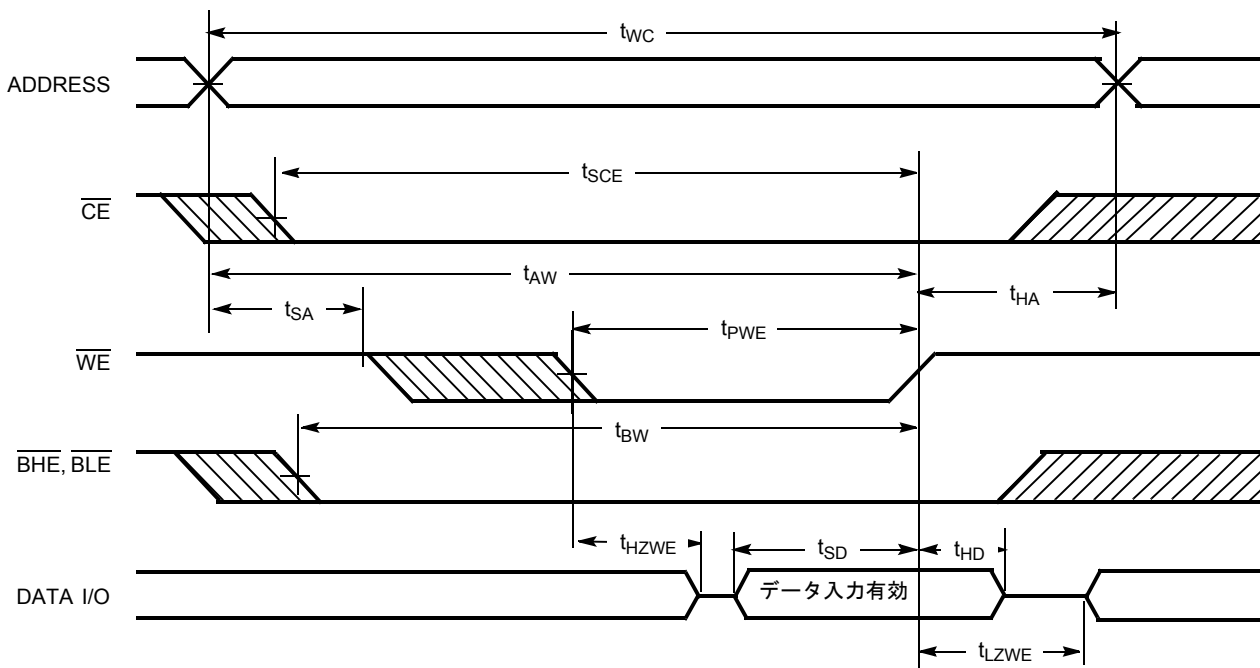 tWC
ADDRESS
tSCE
CE
tAW
tSA
tHA
tPWE
WE
tBW
BHE, BLE
tHZWE
tSD
tHD
DATA I/O
データ入力有効
tLZWE